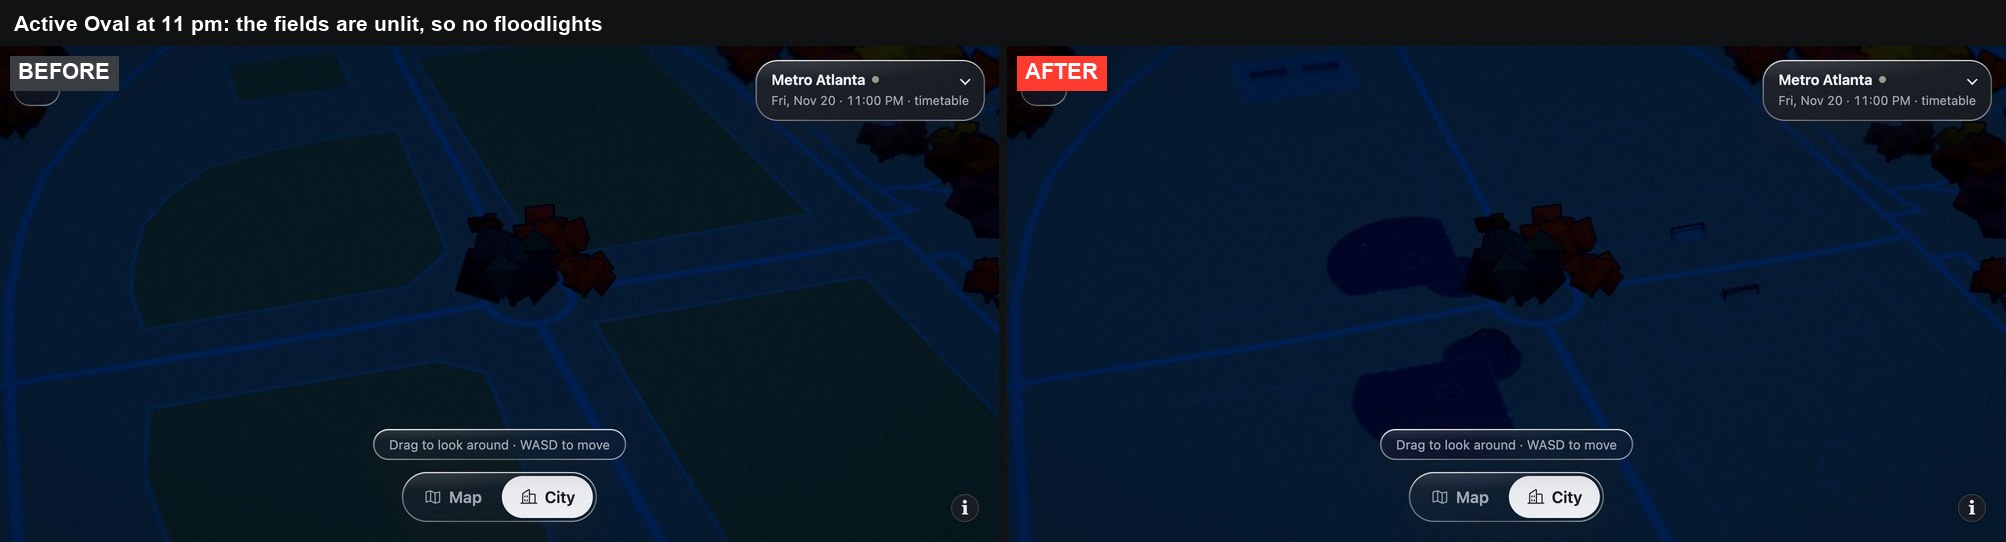 Active Oval at 11 pm: the fields are unlit, so no floodlights
BEFORE
Metro Atlanta
Fri, Nov 20 · 11:00 PM · timetable
Drag to look around · WASD to move
Map
City
i
AFTER
Metro Atlanta
Fri, Nov 20 · 11:00 PM · timetable
Drag to look around · WASD to move
Map
City
i